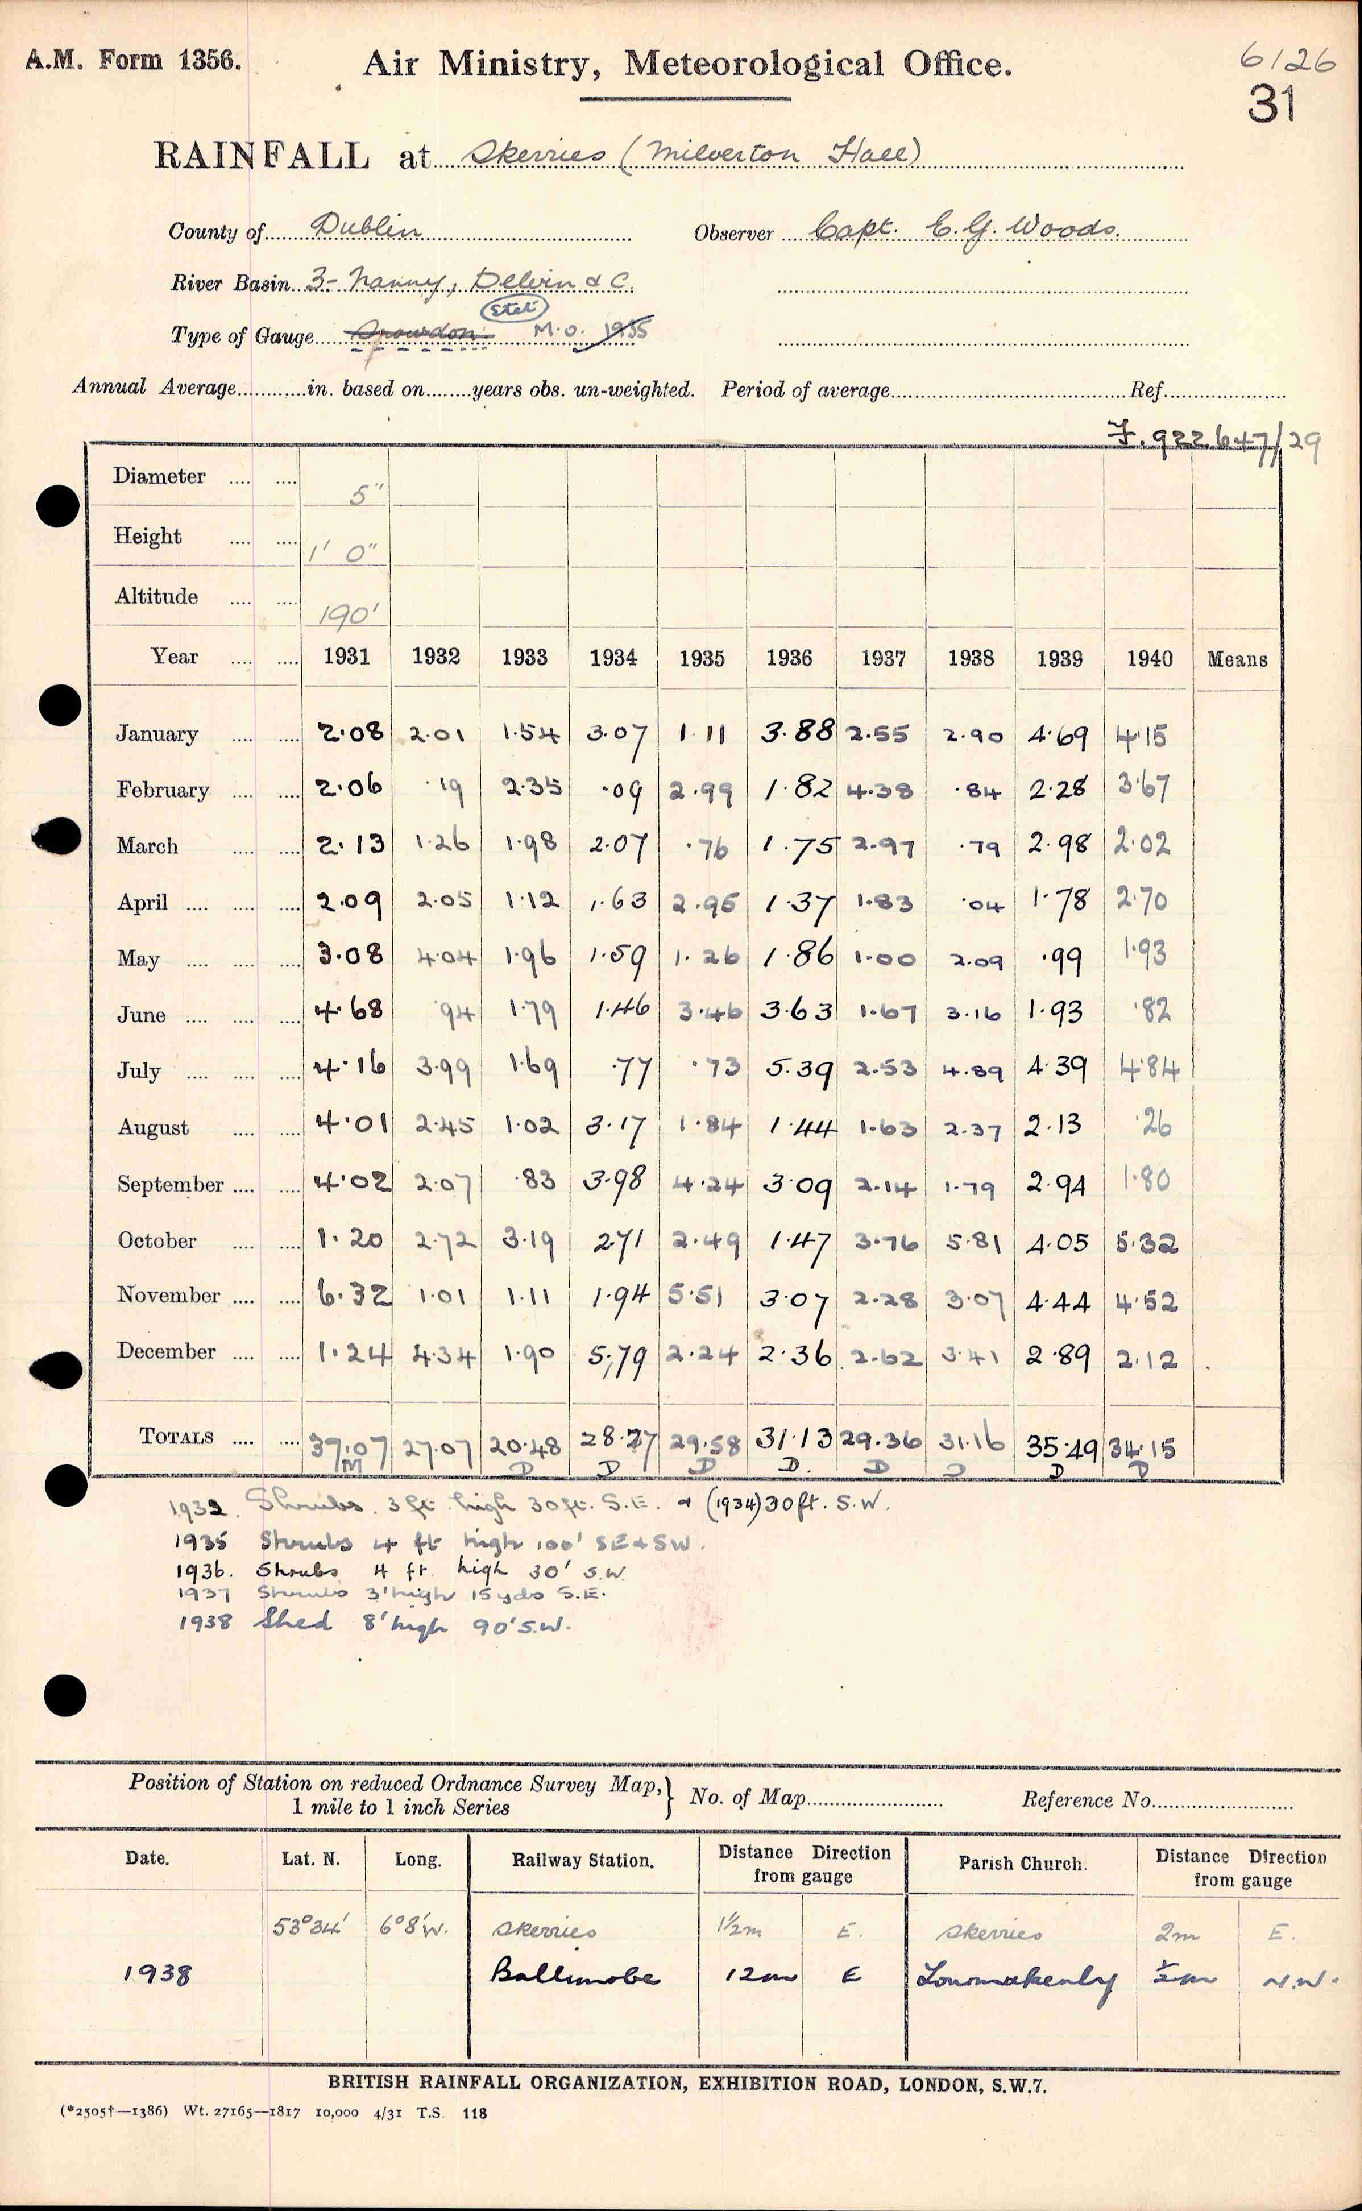 A.M. Form 1356.
Air Ministry, Meteorological Office.
6126
31
RAINFALL at Skerries (Milverton Hall)
County of Dublin Observer Capt. C. G. Woods.
River Basin 3- Nanny, Delvin & C.
Type of Gauge Snowdon. M.O. 1935
Annual Average in. based on years obs. un-weighted. Period of average Ref.
F.922647/29
Diameter 5"
Height 1' 0"
Altitude 190'
Year 1931 1932 1933 1934 1935 1936 1937 1938 1939 1940 Means
January 2.08 2.01 1.54 3.07 1.11 3.88 2.55 2.90 4.69 4.15
February 2.06 .19 2.35 .09 2.99 1.82 4.38 .84 2.28 3.67
March 2.13 1.26 1.98 2.07 .76 1.75 2.97 .79 2.98 2.02
April 2.09 2.05 1.12 1.63 2.95 1.37 1.83 .04 1.78 2.70
May 3.08 4.04 1.96 1.59 1.26 1.86 1.00 2.09 .99 1.93
June 4.68 .94 1.79 1.46 3.46 3.63 1.67 3.16 1.93 .82
July 4.16 3.99 1.69 .77 .73 5.39 2.53 4.89 4.39 4.84
August 4.01 2.45 1.02 3.17 1.84 1.44 1.63 2.37 2.13 .26
September 4.02 2.07 .83 3.98 4.24 3.09 2.14 1.79 2.94 1.80
October 1.20 2.72 3.19 2.71 2.49 1.47 3.76 5.81 4.05 5.32
November 6.32 1.01 1.11 1.94 5.51 3.07 2.28 3.07 4.44 4.52
December 1.24 4.34 1.90 5.79 2.24 2.36 2.62 3.41 2.89 2.12
TOTALS 37.07 27.07 20.48 28.27 29.58 31.13 29.36 31.16 35.49 34.15
M D D D D. D D D D
1932. Shrubs. 3 ft high 30 ft. S.E. & (1934) 30 ft. S.W.
1935 Shrubs 4 ft high 100' SE & SW.
1936. Shrubs 4 ft high 30' S.W.
1937 Shrubs 3' high 15 yds S.E.
1938 Shed 8' high 90' S.W.
Position of Station on reduced Ordnance Survey Map,
1 mile to 1 inch Series
No. of Map Reference No.
Date. Lat. N. Long. Railway Station. Distance Direction from gauge Parish Church. Distance Direction from gauge
53°34' 6°8'W. Skerries 1½m E. Skerries 2m E.
1938 12m E ½m N.W.
BRITISH RAINFALL ORGANIZATION, EXHIBITION ROAD, LONDON, S.W.7.
(*2505†—1386) Wt. 27165—1817 10,000 4/31 T.S. 118